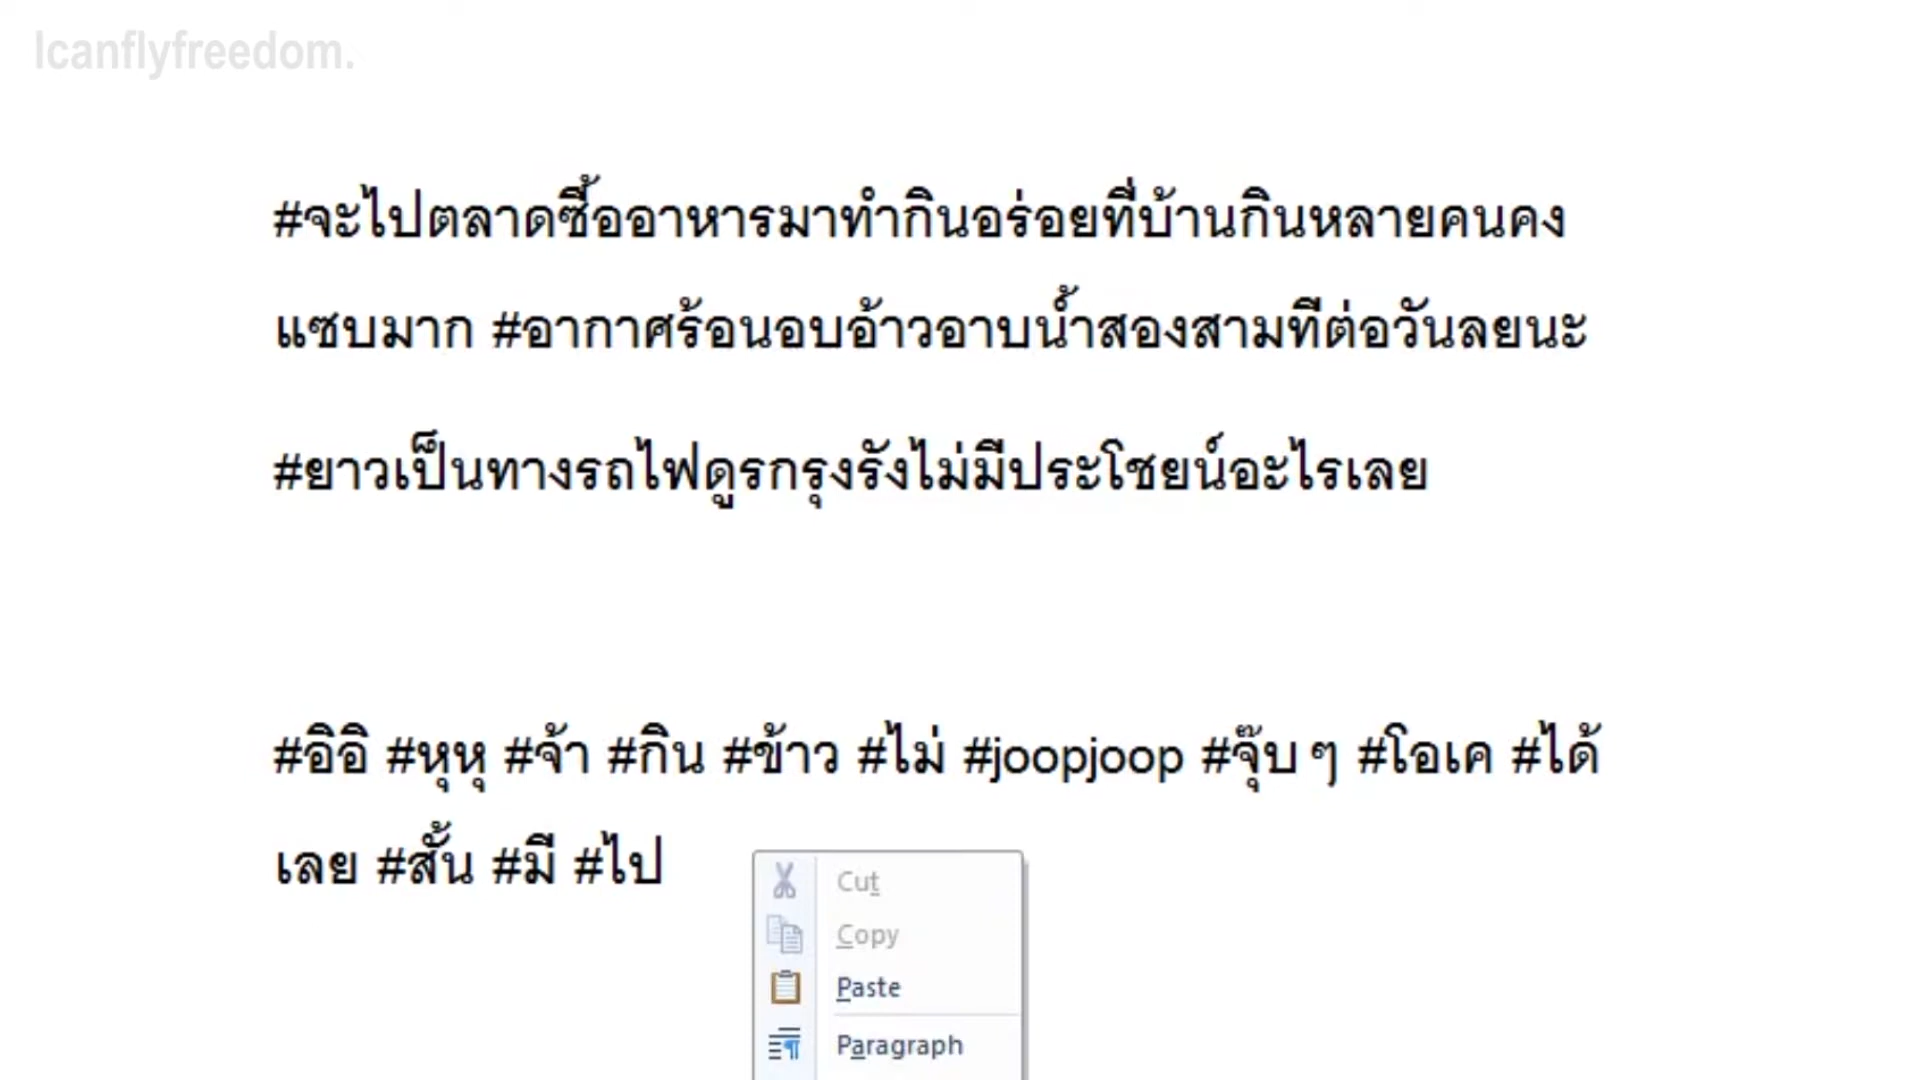 Icanflyfreedom.
#จะไปตลาดซื้ออาหารมาทำกินอร่อยที่บ้านกินหลายคนคง
แซบมาก #อากาศร้อนอบอ้าวอาบน้ำสองสามทีต่อวันลยนะ
#ยาวเป็นทางรถไฟดูรกรุงรังไม่มีประโชยน์อะไรเลย
#อิอิ #หุหุ #จ้า #กิน #ข้าว #ไม่ #joopjoop #จุ๊บ ๆ #โอเค #ได้
เลย #สั้น #มี #ไป
Cut
Copy
Paste
Paragraph